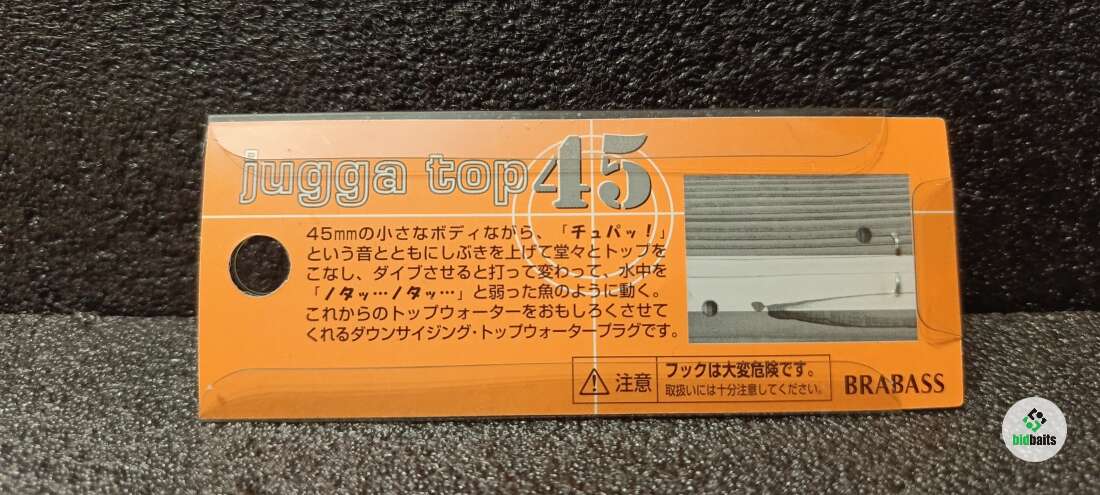 jugga top 45
45mmの小さなボディながら、「チュパッ!」
という音とともにしぶきを上げて堂々とトップを
こなし、ダイブさせると打って変わって、水中を
「ノタッ…ノタッ…」と弱った魚のように動く。
これからのトップウォーターをおもしろくさせて
くれるダウンサイジング・トップウォータープラグです。
注意
フックは大変危険です。
取扱いには十分注意してください。
BRABASS
bidbaits